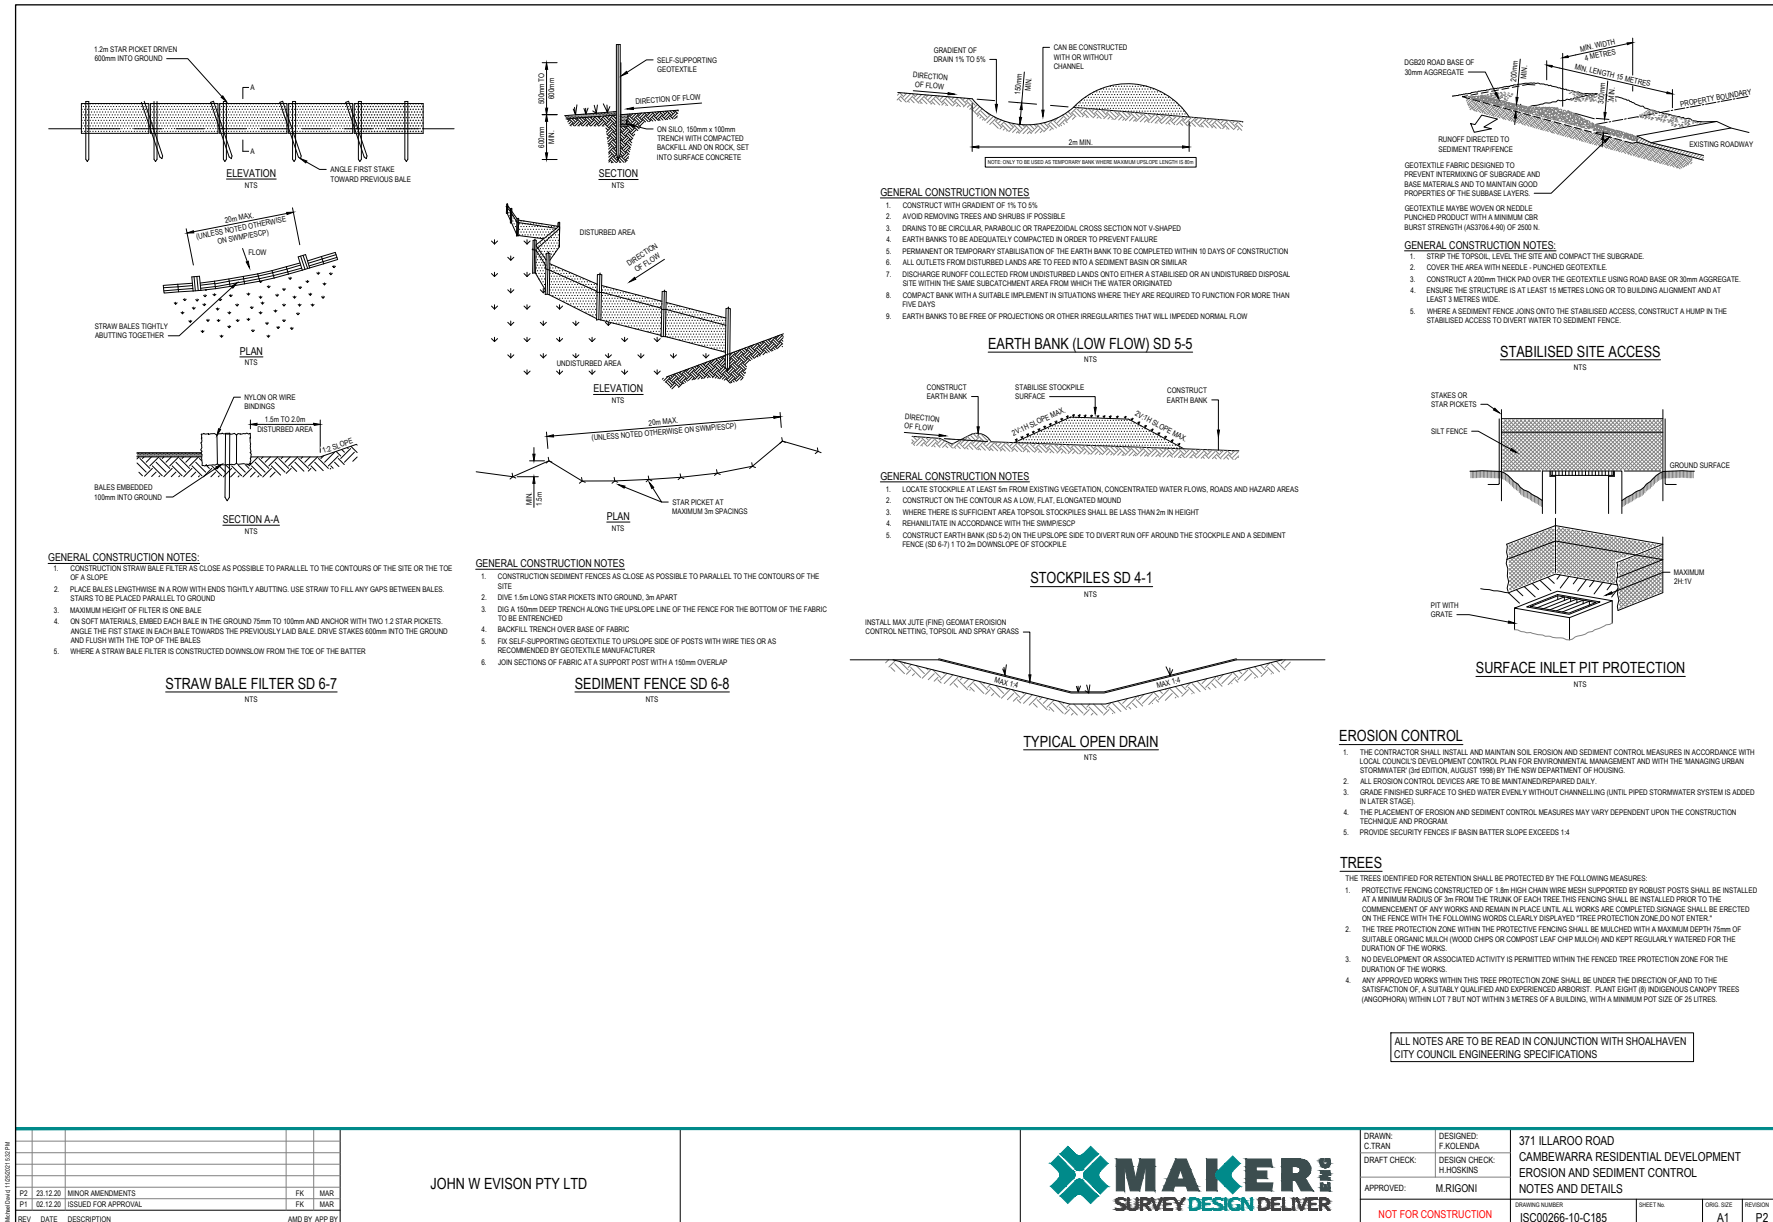 1.2m STAR PICKET DRIVEN
600mm INTO GROUND
A
A
ANGLE FIRST STAKE
TOWARD PREVIOUS BALE
ELEVATION
NTS
20m MAX.
(UNLESS NOTED OTHERWISE
ON SWMP/ESCP)
FLOW
STRAW BALES TIGHTLY
ABUTTING TOGETHER
PLAN
NTS
NYLON OR WIRE
BINDINGS
1.5m TO 2.0m
DISTURBED AREA
1:2 SLOPE
BALES EMBEDDED
100mm INTO GROUND
SECTION A-A
NTS
GENERAL CONSTRUCTION NOTES:
1. CONSTRUCTION STRAW BALE FILTER AS CLOSE AS POSSIBLE TO PARALLEL TO THE CONTOURS OF THE SITE OR THE TOE
OF A SLOPE
2. PLACE BALES LENGTHWISE IN A ROW WITH ENDS TIGHTLY ABUTTING. USE STRAW TO FILL ANY GAPS BETWEEN BALES.
STAIRS TO BE PLACED PARALLEL TO GROUND
3. MAXIMUM HEIGHT OF FILTER IS ONE BALE
4. ON SOFT MATERIALS, EMBED EACH BALE IN THE GROUND 75mm TO 100mm AND ANCHOR WITH TWO 1.2 STAR PICKETS.
ANGLE THE FIST STAKE IN EACH BALE TOWARDS THE PREVIOUSLY LAID BALE. DRIVE STAKES 600mm INTO THE GROUND
AND FLUSH WITH THE TOP OF THE BALES
5. WHERE A STRAW BALE FILTER IS CONSTRUCTED DOWNSLOW FROM THE TOE OF THE BATTER
STRAW BALE FILTER SD 6-7
NTS
SELF-SUPPORTING
GEOTEXTILE
500mm TO
600mm
DIRECTION OF FLOW
600mm
MIN.
ON SILO, 150mm x 100mm
TRENCH WITH COMPACTED
BACKFILL AND ON ROCK, SET
INTO SURFACE CONCRETE
SECTION
NTS
DISTURBED AREA
DIRECTION
OF FLOW
UNDISTURBED AREA
ELEVATION
NTS
20m MAX.
(UNLESS NOTED OTHERWISE ON SWMP/ESCP)
MIN.
1.5m
STAR PICKET AT
MAXIMUM 3m SPACINGS
PLAN
NTS
GENERAL CONSTRUCTION NOTES
1. CONSTRUCTION SEDIMENT FENCES AS CLOSE AS POSSIBLE TO PARALLEL TO THE CONTOURS OF THE
SITE
2. DIVE 1.5m LONG STAR PICKETS INTO GROUND, 3m APART
3. DIG A 150mm DEEP TRENCH ALONG THE UPSLOPE LINE OF THE FENCE FOR THE BOTTOM OF THE FABRIC
TO BE ENTRENCHED
4. BACKFILL TRENCH OVER BASE OF FABRIC
5. FIX SELF-SUPPORTING GEOTEXTILE TO UPSLOPE SIDE OF POSTS WITH WIRE TIES OR AS
RECOMMENDED BY GEOTEXTILE MANUFACTURER
6. JOIN SECTIONS OF FABRIC AT A SUPPORT POST WITH A 150mm OVERLAP
SEDIMENT FENCE SD 6-8
NTS
GRADIENT OF
DRAIN 1% TO 5%
CAN BE CONSTRUCTED
WITH OR WITHOUT
CHANNEL
DIRECTION
OF FLOW
150mm
MIN
2m MIN.
NOTE: ONLY TO BE USED AS TEMPORARY BANK WHERE MAXIMUM UPSLOPE LENGTH IS 80m
GENERAL CONSTRUCTION NOTES
1. CONSTRUCT WITH GRADIENT OF 1% TO 5%
2. AVOID REMOVING TREES AND SHRUBS IF POSSIBLE
3. DRAINS TO BE CIRCULAR, PARABOLIC OR TRAPEZOIDAL CROSS SECTION NOT V-SHAPED
4. EARTH BANKS TO BE ADEQUATELY COMPACTED IN ORDER TO PREVENT FAILURE
5. PERMANENT OR TEMPORARY STABILISATION OF THE EARTH BANK TO BE COMPLETED WITHIN 10 DAYS OF CONSTRUCTION
6. ALL OUTLETS FROM DISTURBED LANDS ARE TO FEED INTO A SEDIMENT BASIN OR SIMILAR
7. DISCHARGE RUNOFF COLLECTED FROM UNDISTURBED LANDS ONTO EITHER A STABILISED OR AN UNDISTURBED DISPOSAL
SITE WITHIN THE SAME SUBCATCHMENT AREA FROM WHICH THE WATER ORIGINATED
8. COMPACT BANK WITH A SUITABLE IMPLEMENT IN SITUATIONS WHERE THEY ARE REQUIRED TO FUNCTION FOR MORE THAN
FIVE DAYS
9. EARTH BANKS TO BE FREE OF PROJECTIONS OR OTHER IRREGULARITIES THAT WILL IMPEDED NORMAL FLOW
EARTH BANK (LOW FLOW) SD 5-5
NTS
CONSTRUCT
EARTH BANK
STABILISE STOCKPILE
SURFACE
CONSTRUCT
EARTH BANK
DIRECTION
OF FLOW
2V:1H SLOPE MAX.
2V:1H SLOPE MAX.
GENERAL CONSTRUCTION NOTES
1. LOCATE STOCKPILE AT LEAST 5m FROM EXISTING VEGETATION, CONCENTRATED WATER FLOWS, ROADS AND HAZARD AREAS
2. CONSTRUCT ON THE CONTOUR AS A LOW, FLAT, ELONGATED MOUND
3. WHERE THERE IS SUFFICIENT AREA TOPSOIL STOCKPILES SHALL BE LASS THAN 2m IN HEIGHT
4. REHANILITATE IN ACCORDANCE WITH THE SWMP/ESCP
5. CONSTRUCT EARTH BANK (SD 5-2) ON THE UPSLOPE SIDE TO DIVERT RUN OFF AROUND THE STOCKPILE AND A SEDIMENT
FENCE (SD 6-7) 1 TO 2m DOWNSLOPE OF STOCKPILE
STOCKPILES SD 4-1
NTS
INSTALL MAX JUTE (FINE) GEOMAT EROISION
CONTROL NETTING, TOPSOIL AND SPRAY GRASS
MAX 1:4
MAX 1:4
TYPICAL OPEN DRAIN
NTS
MIN. WIDTH
4 METRES
DGB20 ROAD BASE OF
30mm AGGREGATE
200mm
MIN.
MIN. LENGTH 15 METRES
300mm
MIN.
PROPERTY BOUNDARY
RUNOFF DIRECTED TO
SEDIMENT TRAP/FENCE
EXISTING ROADWAY
GEOTEXTILE FABRIC DESIGNED TO
PREVENT INTERMIXING OF SUBGRADE AND
BASE MATERIALS AND TO MAINTAIN GOOD
PROPERTIES OF THE SUBBASE LAYERS.
GEOTEXTILE MAYBE WOVEN OR NEDDLE
PUNCHED PRODUCT WITH A MINIMUM CBR
BURST STRENGTH (AS3706.4-90) OF 2500 N.
GENERAL CONSTRUCTION NOTES:
1. STRIP THE TOPSOIL, LEVEL THE SITE AND COMPACT THE SUBGRADE.
2. COVER THE AREA WITH NEEDLE - PUNCHED GEOTEXTILE.
3. CONSTRUCT A 200mm THICK PAD OVER THE GEOTEXTILE USING ROAD BASE OR 30mm AGGREGATE.
4. ENSURE THE STRUCTURE IS AT LEAST 15 METRES LONG OR TO BUILDING ALIGNMENT AND AT
LEAST 3 METRES WIDE.
5. WHERE A SEDIMENT FENCE JOINS ONTO THE STABILISED ACCESS, CONSTRUCT A HUMP IN THE
STABILISED ACCESS TO DIVERT WATER TO SEDIMENT FENCE.
STABILISED SITE ACCESS
NTS
STAKES OR
STAR PICKETS
SILT FENCE
GROUND SURFACE
MAXIMUM
2H:1V
PIT WITH
GRATE
SURFACE INLET PIT PROTECTION
NTS
EROSION CONTROL
1. THE CONTRACTOR SHALL INSTALL AND MAINTAIN SOIL EROSION AND SEDIMENT CONTROL MEASURES IN ACCORDANCE WITH
LOCAL COUNCIL'S DEVELOPMENT CONTROL PLAN FOR ENVIRONMENTAL MANAGEMENT AND WITH THE 'MANAGING URBAN
STORMWATER' (3rd EDITION, AUGUST 1998) BY THE NSW DEPARTMENT OF HOUSING.
2. ALL EROSION CONTROL DEVICES ARE TO BE MAINTAINED/REPAIRED DAILY.
3. GRADE FINISHED SURFACE TO SHED WATER EVENLY WITHOUT CHANNELLING (UNTIL PIPED STORMWATER SYSTEM IS ADDED
IN LATER STAGE).
4. THE PLACEMENT OF EROSION AND SEDIMENT CONTROL MEASURES MAY VARY DEPENDENT UPON THE CONSTRUCTION
TECHNIQUE AND PROGRAM.
5. PROVIDE SECURITY FENCES IF BASIN BATTER SLOPE EXCEEDS 1:4
TREES
THE TREES IDENTIFIED FOR RETENTION SHALL BE PROTECTED BY THE FOLLOWING MEASURES:
1. PROTECTIVE FENCING CONSTRUCTED OF 1.8m HIGH CHAIN WIRE MESH SUPPORTED BY ROBUST POSTS SHALL BE INSTALLED
AT A MINIMUM RADIUS OF 3m FROM THE TRUNK OF EACH TREE.THIS FENCING SHALL BE INSTALLED PRIOR TO THE
COMMENCEMENT OF ANY WORKS AND REMAIN IN PLACE UNTIL ALL WORKS ARE COMPLETED.SIGNAGE SHALL BE ERECTED
ON THE FENCE WITH THE FOLLOWING WORDS CLEARLY DISPLAYED "TREE PROTECTION ZONE,DO NOT ENTER."
2. THE TREE PROTECTION ZONE WITHIN THE PROTECTIVE FENCING SHALL BE MULCHED WITH A MAXIMUM DEPTH 75mm OF
SUITABLE ORGANIC MULCH (WOOD CHIPS OR COMPOST LEAF CHIP MULCH) AND KEPT REGULARLY WATERED FOR THE
DURATION OF THE WORKS.
3. NO DEVELOPMENT OR ASSOCIATED ACTIVITY IS PERMITTED WITHIN THE FENCED TREE PROTECTION ZONE FOR THE
DURATION OF THE WORKS.
4. ANY APPROVED WORKS WITHIN THIS TREE PROTECTION ZONE SHALL BE UNDER THE DIRECTION OF,AND TO THE
SATISFACTION OF, A SUITABLY QUALIFIED AND EXPERIENCED ARBORIST. PLANT EIGHT (8) INDIGENOUS CANOPY TREES
(ANGOPHORA) WITHIN LOT 7 BUT NOT WITHIN 3 METRES OF A BUILDING, WITH A MINIMUM POT SIZE OF 25 LITRES.
ALL NOTES ARE TO BE READ IN CONJUNCTION WITH SHOALHAVEN
CITY COUNCIL ENGINEERING SPECIFICATIONS
P2 23.12.20 MINOR AMENDMENTS FK MAR
P1 02.12.20 ISSUED FOR APPROVAL FK MAR
REV DATE DESCRIPTION AMD BY APP BY
JOHN W EVISON PTY LTD
MAKER ENG
SURVEY DESIGN DELIVER
DRAWN:
C.TRAN
DESIGNED:
F.KOLENDA
DRAFT CHECK:
DESIGN CHECK:
H.HOSKINS
APPROVED: M.RIGONI
NOT FOR CONSTRUCTION
371 ILLAROO ROAD
CAMBEWARRA RESIDENTIAL DEVELOPMENT
EROSION AND SEDIMENT CONTROL
NOTES AND DETAILS
DRAWING NUMBER
ISC00266-10-C185
SHEET No.
ORIG. SIZE
A1
REVISION
P2